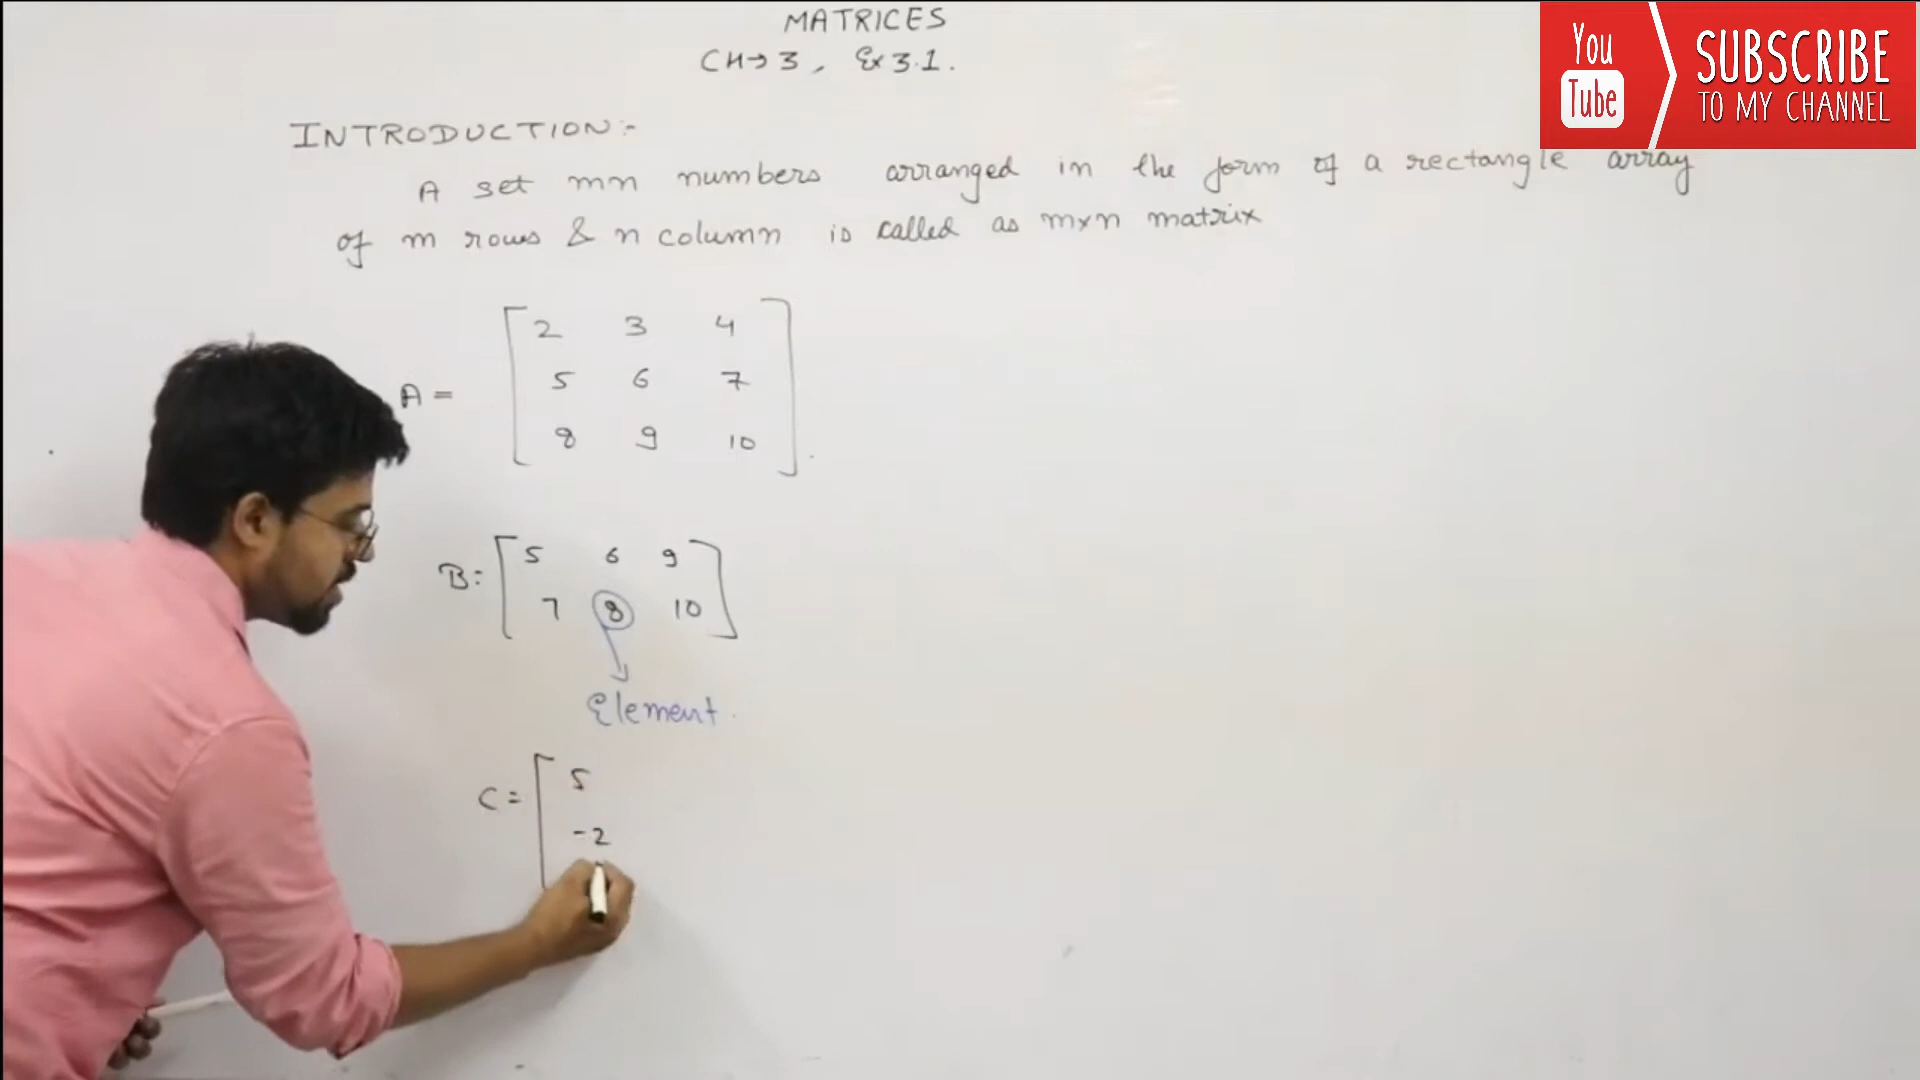 MATRICES
CH→3, Ex 3.1.
You Tube
SUBSCRIBE
TO MY CHANNEL
INTRODUCTION:-
A set mn numbers arranged in the form of a rectangle array
of m rows & n column is called as m×n matrix
A = [ 2 3 4
5 6 7
8 9 10 ].
B= [ 5 6 9
7 8 10 ]
Element.
C = [ 5
-2